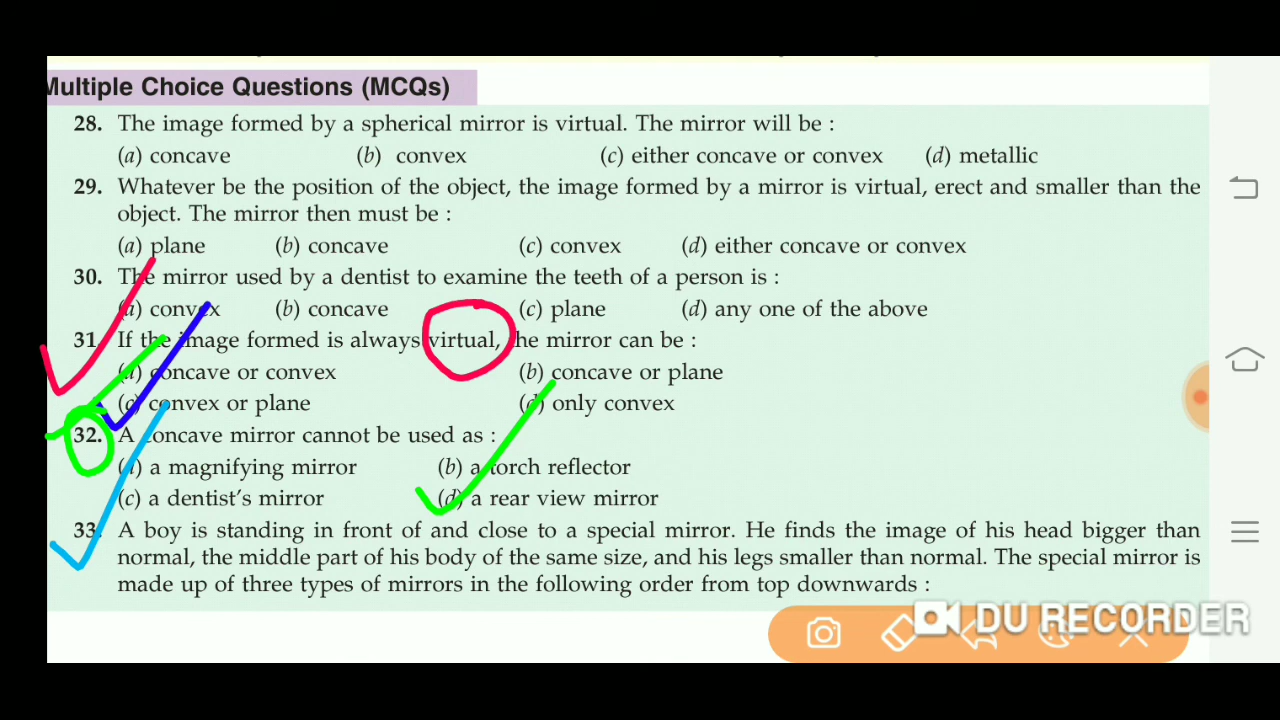 Multiple Choice Questions (MCQs)
28. The image formed by a spherical mirror is virtual. The mirror will be :
(a) concave (b) convex (c) either concave or convex (d) metallic
29. Whatever be the position of the object, the image formed by a mirror is virtual, erect and smaller than the
object. The mirror then must be :
(a) plane (b) concave (c) convex (d) either concave or convex
30. The mirror used by a dentist to examine the teeth of a person is :
(a) convex (b) concave (c) plane (d) any one of the above
31. If the image formed is always virtual, the mirror can be :
(a) concave or convex (b) concave or plane
(c) convex or plane (d) only convex
32. A concave mirror cannot be used as :
(a) a magnifying mirror (b) a torch reflector
(c) a dentist's mirror (d) a rear view mirror
33. A boy is standing in front of and close to a special mirror. He finds the image of his head bigger than
normal, the middle part of his body of the same size, and his legs smaller than normal. The special mirror is
made up of three types of mirrors in the following order from top downwards :
DU RECORDER